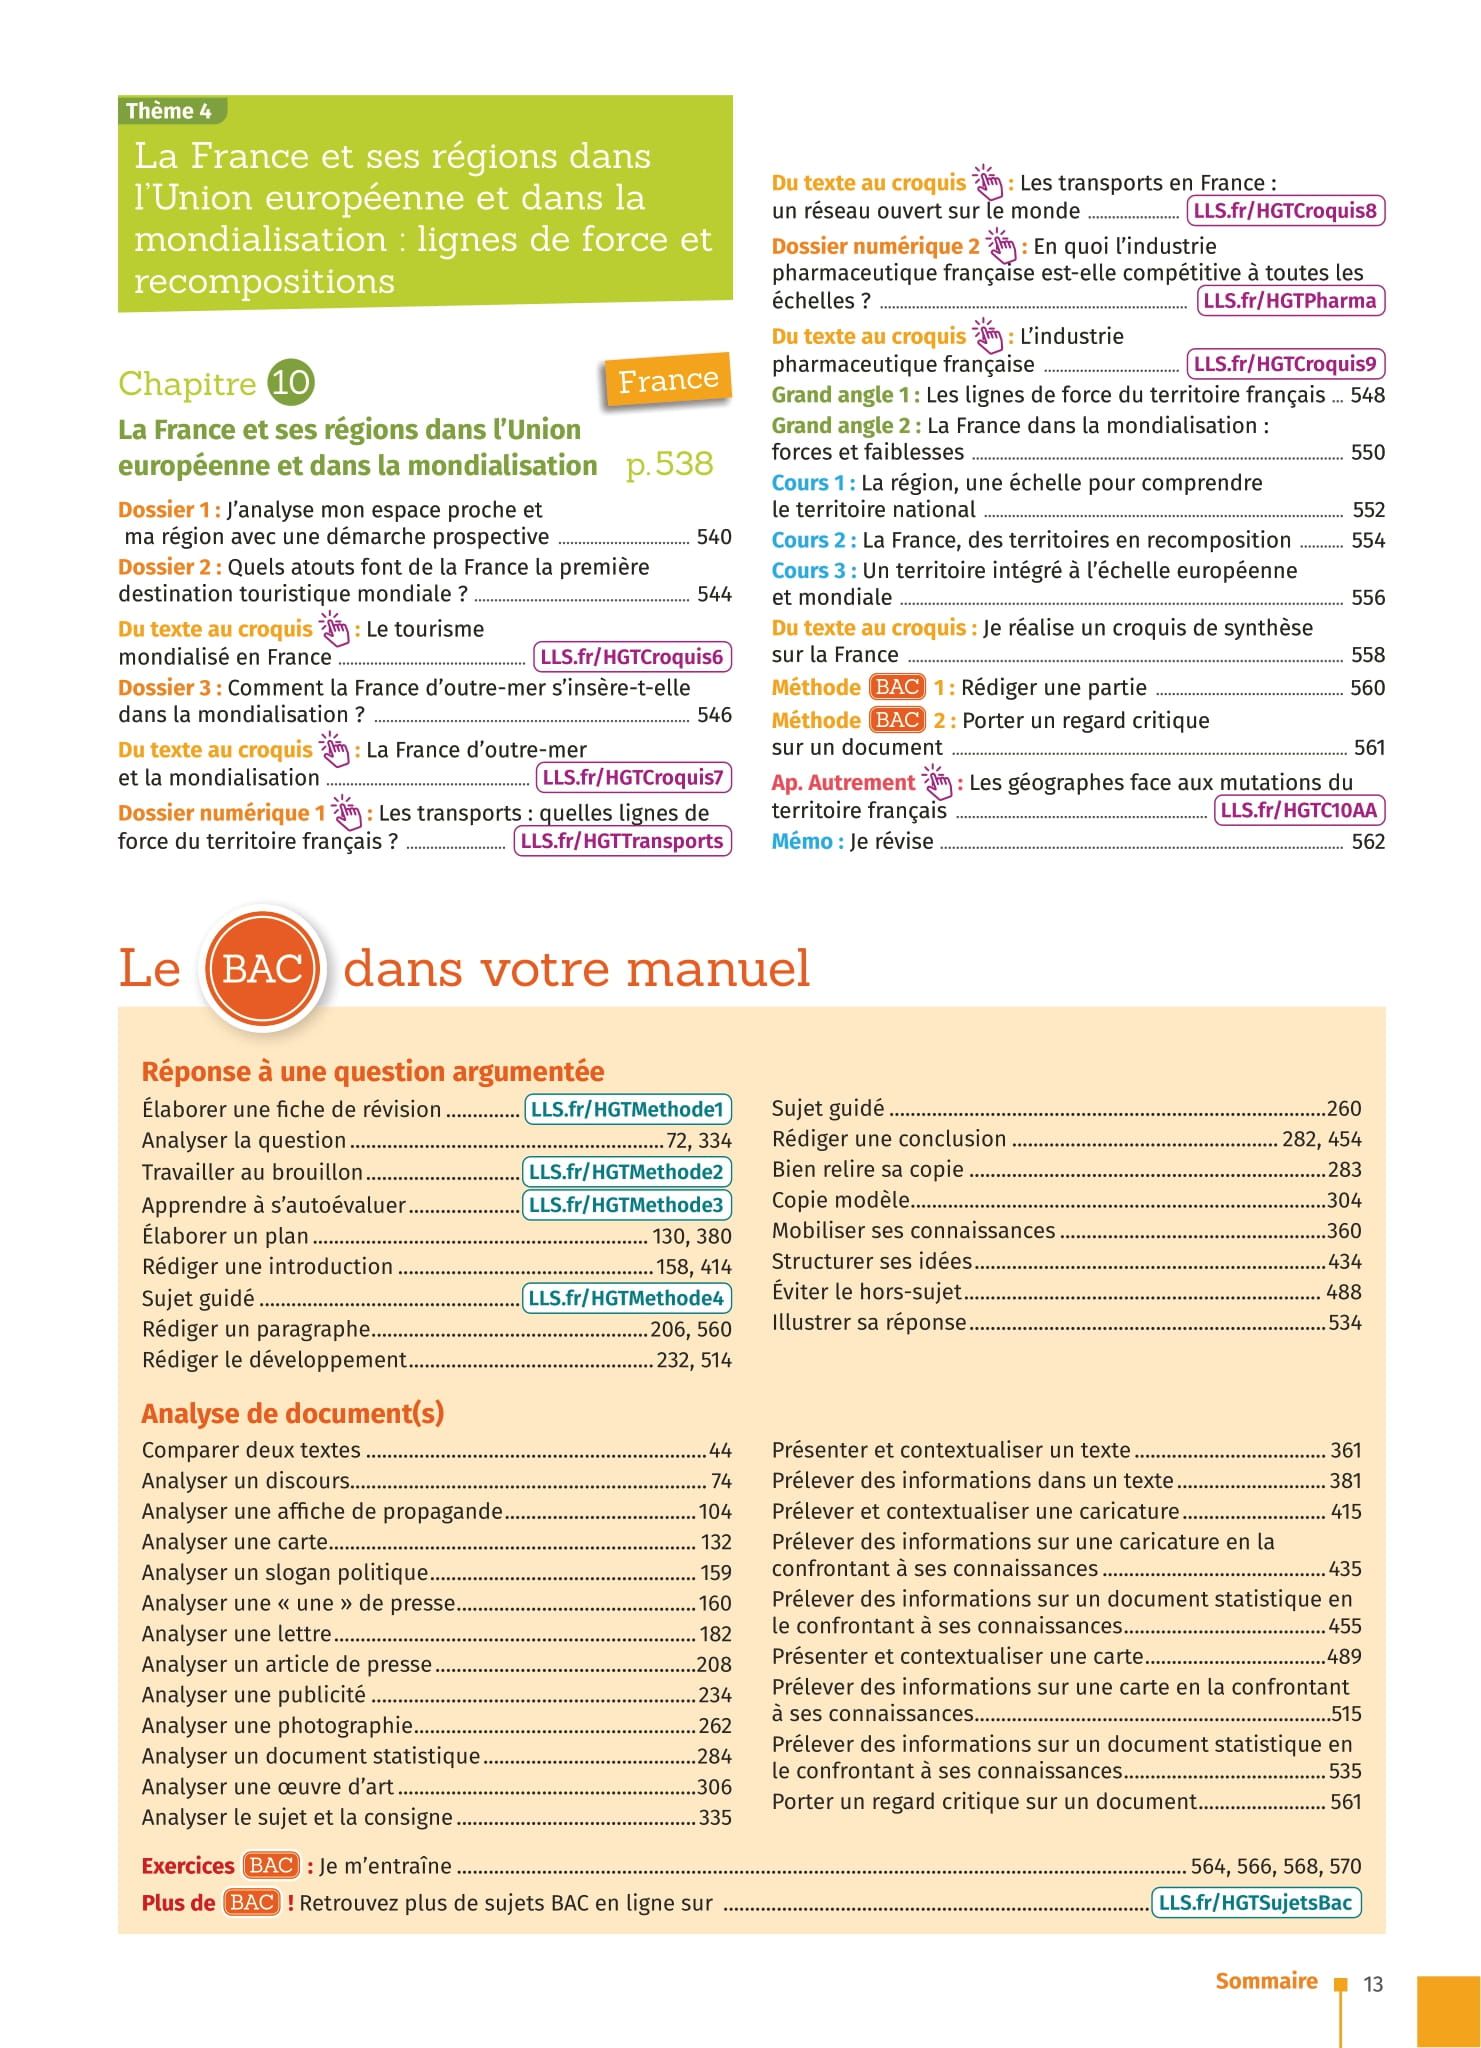 Thème 4
La France et ses régions dans
l'Union européenne et dans la
mondialisation : lignes de force et
recompositions
Chapitre 10
France
La France et ses régions dans l'Union
européenne et dans la mondialisation p. 538
Dossier 1 : J'analyse mon espace proche et
ma région avec une démarche prospective ........ 540
Dossier 2 : Quels atouts font de la France la première
destination touristique mondiale ? ........ 544
Du texte au croquis : Le tourisme
mondialisé en France ........ LLS.fr/HGTCroquis6
Dossier 3 : Comment la France d'outre-mer s'insère-t-elle
dans la mondialisation ? ........ 546
Du texte au croquis : La France d'outre-mer
et la mondialisation ........ LLS.fr/HGTCroquis7
Dossier numérique 1 : Les transports : quelles lignes de
force du territoire français ? ........ LLS.fr/HGTTransports
Du texte au croquis : Les transports en France :
un réseau ouvert sur le monde ........ LLS.fr/HGTCroquis8
Dossier numérique 2 : En quoi l'industrie
pharmaceutique française est-elle compétitive à toutes les
échelles ? ........ LLS.fr/HGTPharma
Du texte au croquis : L'industrie
pharmaceutique française ........ LLS.fr/HGTCroquis9
Grand angle 1 : Les lignes de force du territoire français ... 548
Grand angle 2 : La France dans la mondialisation :
forces et faiblesses ........ 550
Cours 1 : La région, une échelle pour comprendre
le territoire national ........ 552
Cours 2 : La France, des territoires en recomposition ........ 554
Cours 3 : Un territoire intégré à l'échelle européenne
et mondiale ........ 556
Du texte au croquis : Je réalise un croquis de synthèse
sur la France ........ 558
Méthode BAC 1 : Rédiger une partie ........ 560
Méthode BAC 2 : Porter un regard critique
sur un document ........ 561
Ap. Autrement : Les géographes face aux mutations du
territoire français ........ LLS.fr/HGTC10AA
Mémo : Je révise ........ 562
Le BAC dans votre manuel
Réponse à une question argumentée
Élaborer une fiche de révision ........ LLS.fr/HGTMethode1
Analyser la question ........ 72, 334
Travailler au brouillon ........ LLS.fr/HGTMethode2
Apprendre à s'autoévaluer ........ LLS.fr/HGTMethode3
Élaborer un plan ........ 130, 380
Rédiger une introduction ........ 158, 414
Sujet guidé ........ LLS.fr/HGTMethode4
Rédiger un paragraphe ........ 206, 560
Rédiger le développement ........ 232, 514
Sujet guidé ........ 260
Rédiger une conclusion ........ 282, 454
Bien relire sa copie ........ 283
Copie modèle ........ 304
Mobiliser ses connaissances ........ 360
Structurer ses idées ........ 434
Éviter le hors-sujet ........ 488
Illustrer sa réponse ........ 534
Analyse de document(s)
Comparer deux textes ........ 44
Analyser un discours ........ 74
Analyser une affiche de propagande ........ 104
Analyser une carte ........ 132
Analyser un slogan politique ........ 159
Analyser une « une » de presse ........ 160
Analyser une lettre ........ 182
Analyser un article de presse ........ 208
Analyser une publicité ........ 234
Analyser une photographie ........ 262
Analyser un document statistique ........ 284
Analyser une œuvre d'art ........ 306
Analyser le sujet et la consigne ........ 335
Présenter et contextualiser un texte ........ 361
Prélever des informations dans un texte ........ 381
Prélever et contextualiser une caricature ........ 415
Prélever des informations sur une caricature en la
confrontant à ses connaissances ........ 435
Prélever des informations sur un document statistique en
le confrontant à ses connaissances ........ 455
Présenter et contextualiser une carte ........ 489
Prélever des informations sur une carte en la confrontant
à ses connaissances ........ 515
Prélever des informations sur un document statistique en
le confrontant à ses connaissances ........ 535
Porter un regard critique sur un document ........ 561
Exercices BAC : Je m'entraîne ........ 564, 566, 568, 570
Plus de BAC ! Retrouvez plus de sujets BAC en ligne sur ........ LLS.fr/HGTSujetsBac
Sommaire 13